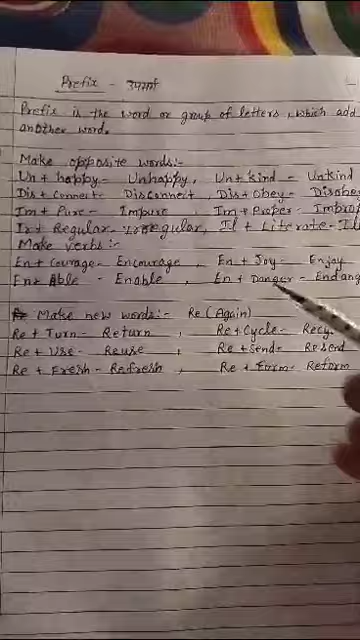 Prefix - उपसर्ग
Prefix is the word or group of letters, which add
another word.
Make opposite words:-
Un + happy - Unhappy, Un + kind - Unkind
Dis + Connect - Disconnect, Dis + Obey - Disobe
Im + Pure - Impure, Im + Proper - Improp
Ir + Regular - Irregular, Il + Literate - Il
Make verbs:-
En + Courage - Encourage, En + Joy - Enjoy
En + Able - Enable, En + Danger - Endang
Make new words:- Re (Again)
Re + Turn - Return, Re + Cycle - Recy
Re + Use - Reuse, Re + Send - Resend
Re + Fresh - Refresh, Re + Form - Reform